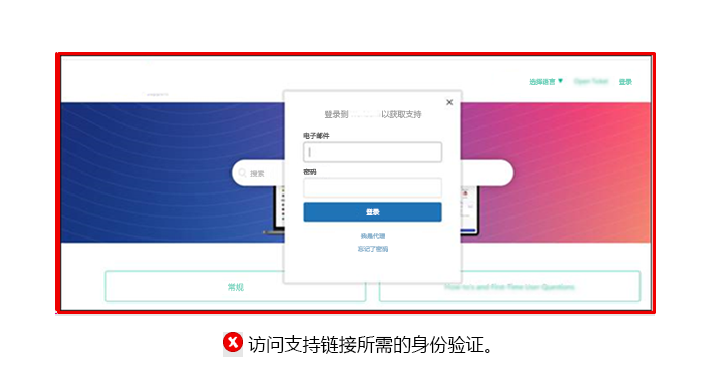 选择语言 ▼ Open Ticket 登录
登录到 以获取支持
电子邮件
搜索
密码
登录
我是代理
忘记了密码
常规 How to's and First-Time User Questions
访问支持链接所需的身份验证。